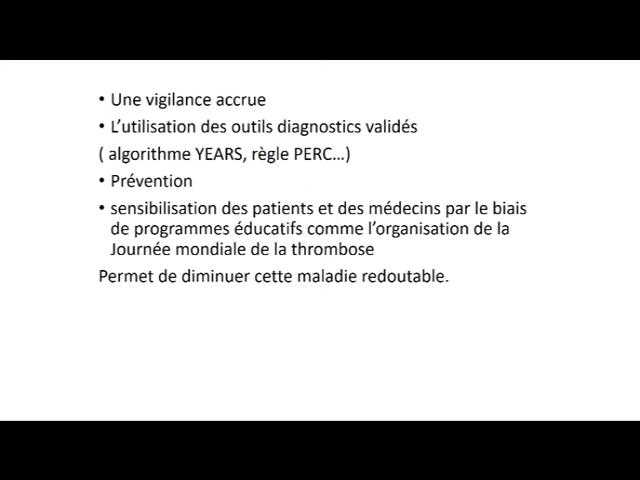 • Une vigilance accrue
• L’utilisation des outils diagnostics validés
( algorithme YEARS, règle PERC…)
• Prévention
• sensibilisation des patients et des médecins par le biais
de programmes éducatifs comme l’organisation de la
Journée mondiale de la thrombose
Permet de diminuer cette maladie redoutable.